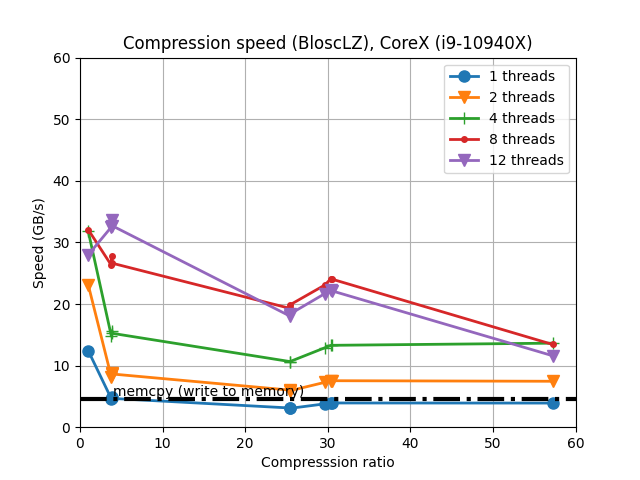 Compression speed (BloscLZ), CoreX (i9-10940X)
60
50
40
30
20
10
0
Speed (GB/s)
1 threads
2 threads
4 threads
8 threads
12 threads
memcpy (write to memory)
0 10 20 30 40 50 60
Compresssion ratio